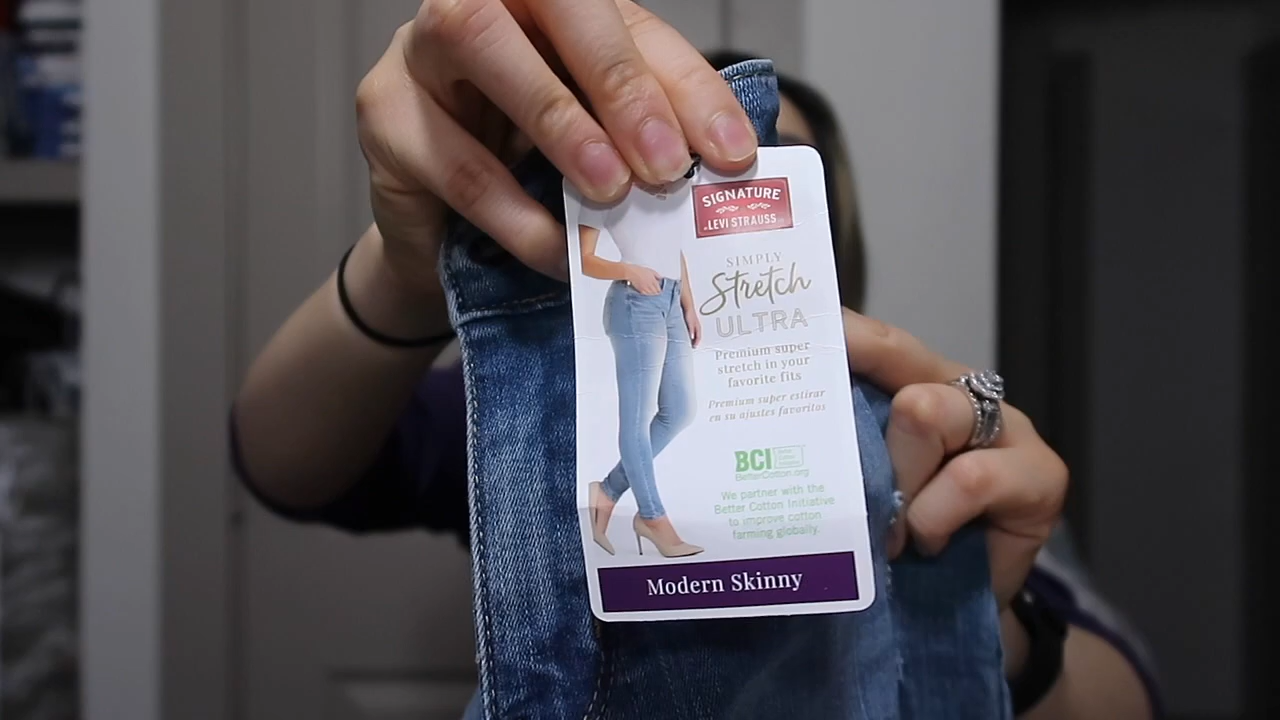 SIGNATURE
LEVI STRAUSS
SIMPLY
Stretch
ULTRA
Premium super
stretch in your
favorite fits
Premium super estirar
en su ajustes favoritos
BCI
BetterCotton.org
We partner with the
Better Cotton Initiative
to improve cotton
farming globally.
Modern Skinny